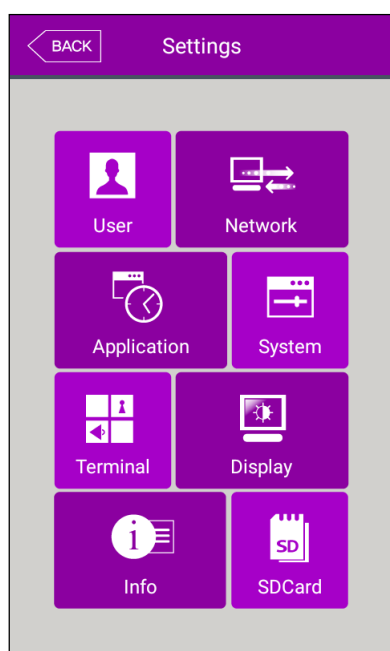 BACK Settings
User Network
Application System
Terminal Display
i SD
Info SDCard